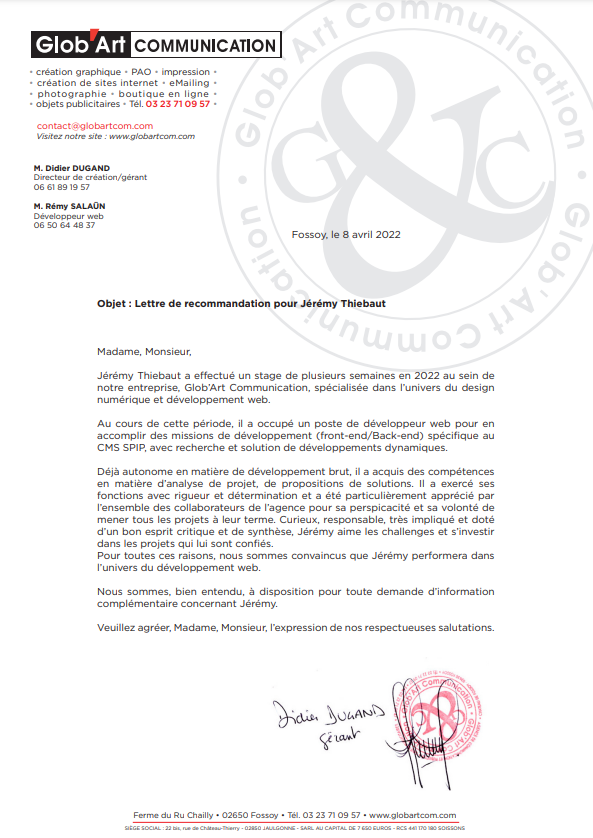 Glob'Art COMMUNICATION
• création graphique • PAO • impression •
• création de sites internet • eMailing •
• photographie • boutique en ligne •
• objets publicitaires • Tél. 03 23 71 09 57 •
contact@globartcom.com
Visitez notre site : www.globartcom.com
M. Didier DUGAND
Directeur de création/gérant
06 61 89 19 57
M. Rémy SALAÜN
Développeur web
06 50 64 48 37
Glob'Art Communication • Glob'Art Communication •
G&C
Fossoy, le 8 avril 2022
Objet : Lettre de recommandation pour Jérémy Thiebaut
Madame, Monsieur,
Jérémy Thiebaut a effectué un stage de plusieurs semaines en 2022 au sein de
notre entreprise, Glob'Art Communication, spécialisée dans l'univers du design
numérique et développement web.
Au cours de cette période, il a occupé un poste de développeur web pour en
accomplir des missions de développement (front-end/Back-end) spécifique au
CMS SPIP, avec recherche et solution de développements dynamiques.
Déjà autonome en matière de développement brut, il a acquis des compétences
en matière d'analyse de projet, de propositions de solutions. Il a exercé ses
fonctions avec rigueur et détermination et a été particulièrement apprécié par
l'ensemble des collaborateurs de l'agence pour sa perspicacité et sa volonté de
mener tous les projets à leur terme. Curieux, responsable, très impliqué et doté
d'un bon esprit critique et de synthèse, Jérémy aime les challenges et s'investir
dans les projets qui lui sont confiés.
Pour toutes ces raisons, nous sommes convaincus que Jérémy performera dans
l'univers du développement web.
Nous sommes, bien entendu, à disposition pour toute demande d'information
complémentaire concernant Jérémy.
Veuillez agréer, Madame, Monsieur, l'expression de nos respectueuses salutations.
Didier DUGAND
Gérant
Glob'Art Communication • Glob'Art
Ferme du Ru Chailly • 02650 Fossoy • Tél. 03 23 71 09 57 • www.globartcom.com
SIÈGE SOCIAL : 22 bis, rue de Château-Thierry - 02850 JAULGONNE - SARL AU CAPITAL DE 7 650 EUROS - RCS 441 170 180 SOISSONS